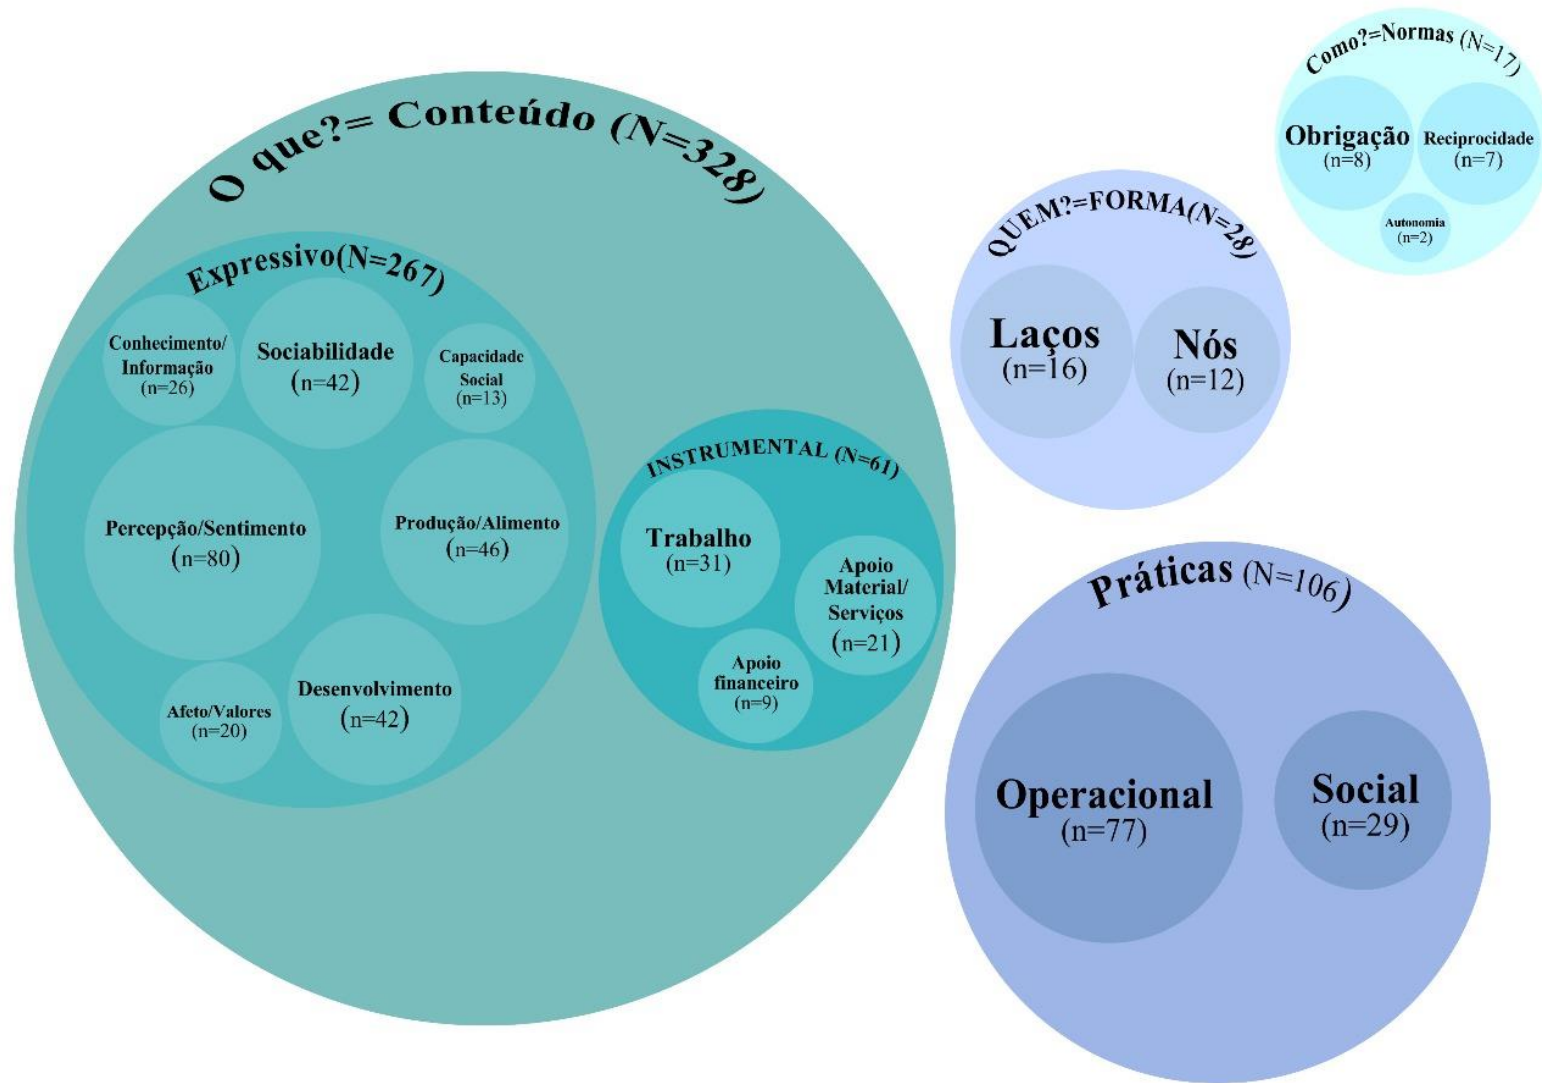 O que?= Conteúdo (N=328)
Expressivo(N=267)
Conhecimento/
Informação
(n=26)
Sociabilidade
(n=42)
Capacidade
Social
(n=13)
Percepção/Sentimento
(n=80)
Produção/Alimento
(n=46)
Afeto/Valores
(n=20)
Desenvolvimento
(n=42)
INSTRUMENTAL (N=61)
Trabalho
(n=31)
Apoio
Material/
Serviços
(n=21)
Apoio
financeiro
(n=9)
QUEM?=FORMA(N=28)
Laços
(n=16)
Nós
(n=12)
Como?=Normas (N=17)
Obrigação
(n=8)
Reciprocidade
(n=7)
Autonomia
(n=2)
Práticas (N=106)
Operacional
(n=77)
Social
(n=29)